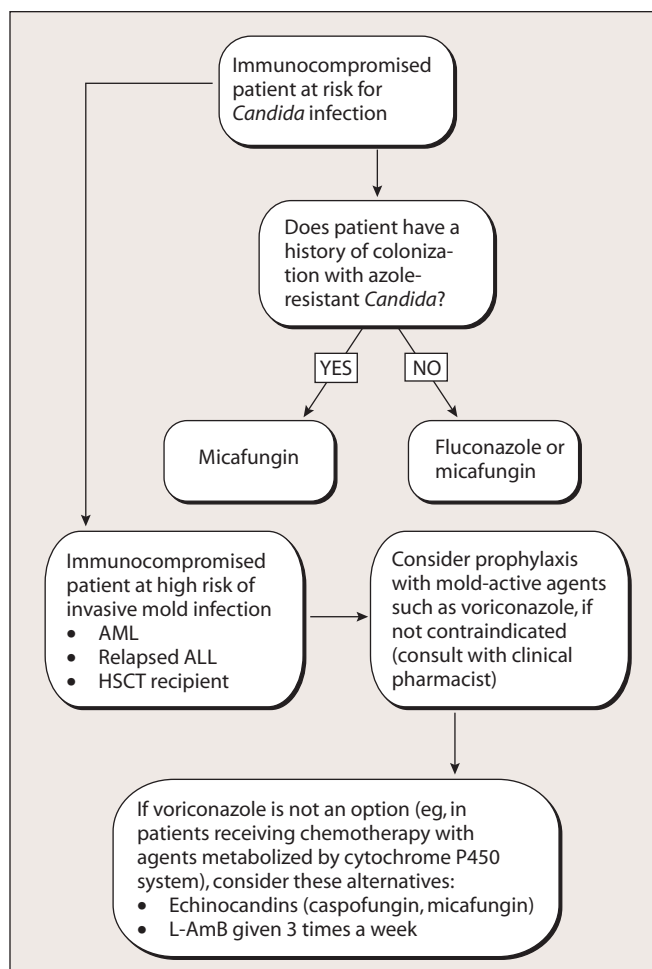 Immunocompromised
patient at risk for
Candida infection
Does patient have a
history of coloniza-
tion with azole-
resistant Candida?
YES
NO
Micafungin
Fluconazole or
micafungin
Immunocompromised
patient at high risk of
invasive mold infection
• AML
• Relapsed ALL
• HSCT recipient
Consider prophylaxis
with mold-active agents
such as voriconazole, if
not contraindicated
(consult with clinical
pharmacist)
If voriconazole is not an option (eg, in
patients receiving chemotherapy with
agents metabolized by cytochrome P450
system), consider these alternatives:
• Echinocandins (caspofungin, micafungin)
• L-AmB given 3 times a week